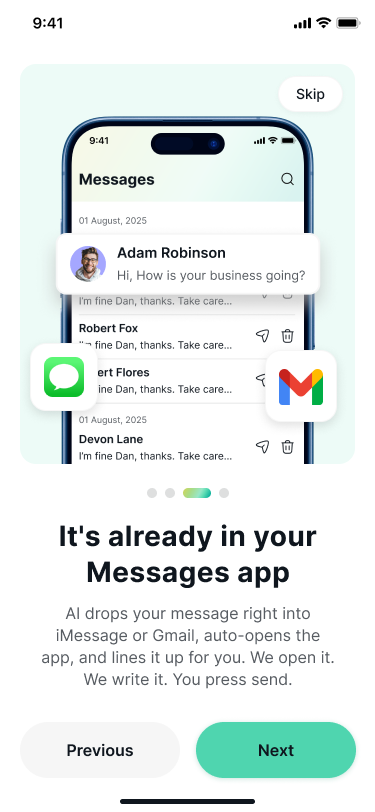 9:41
Skip
9:41
Messages
01 August, 2025
Adam Robinson
Hi, How is your business going?
I'm fine Dan, thanks. Take care...
Robert Fox
I'm fine Dan, thanks. Take care...
Flores
fine Dan, thanks. Take care...
01 August, 2025
Devon Lane
I'm fine Dan, thanks. Take care...
It's already in your
Messages app
AI drops your message right into
iMessage or Gmail, auto-opens the
app, and lines it up for you. We open it.
We write it. You press send.
Previous
Next